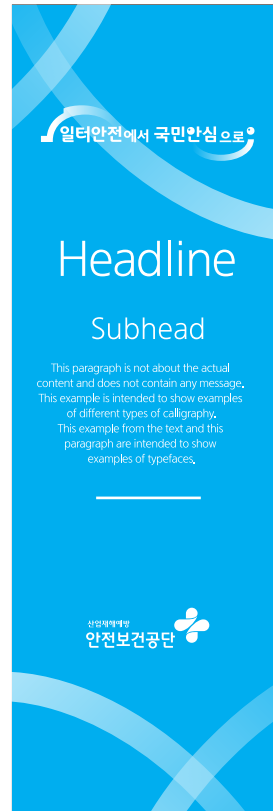 일터안전에서 국민안심으로
Headline
Subhead
This paragraph is not about the actual
content and does not contain any message.
This example is intended to show examples
of different types of calligraphy.
This example from the text and this
paragraph are intended to show
examples of typefaces.
산업재해예방
안전보건공단